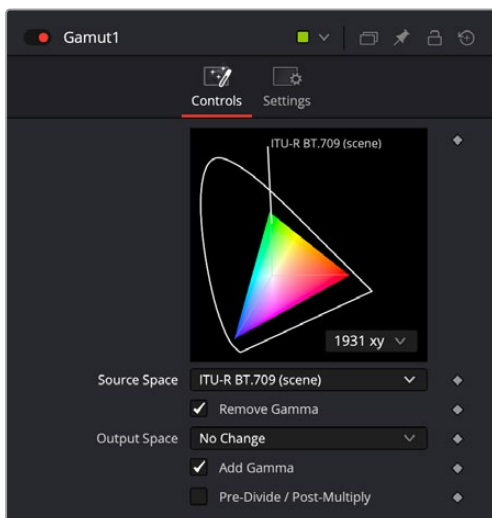 Gamut1
Controls Settings
ITU-R BT.709 (scene)
1931 xy
Source Space ITU-R BT.709 (scene)
Remove Gamma
Output Space No Change
Add Gamma
Pre-Divide / Post-Multiply